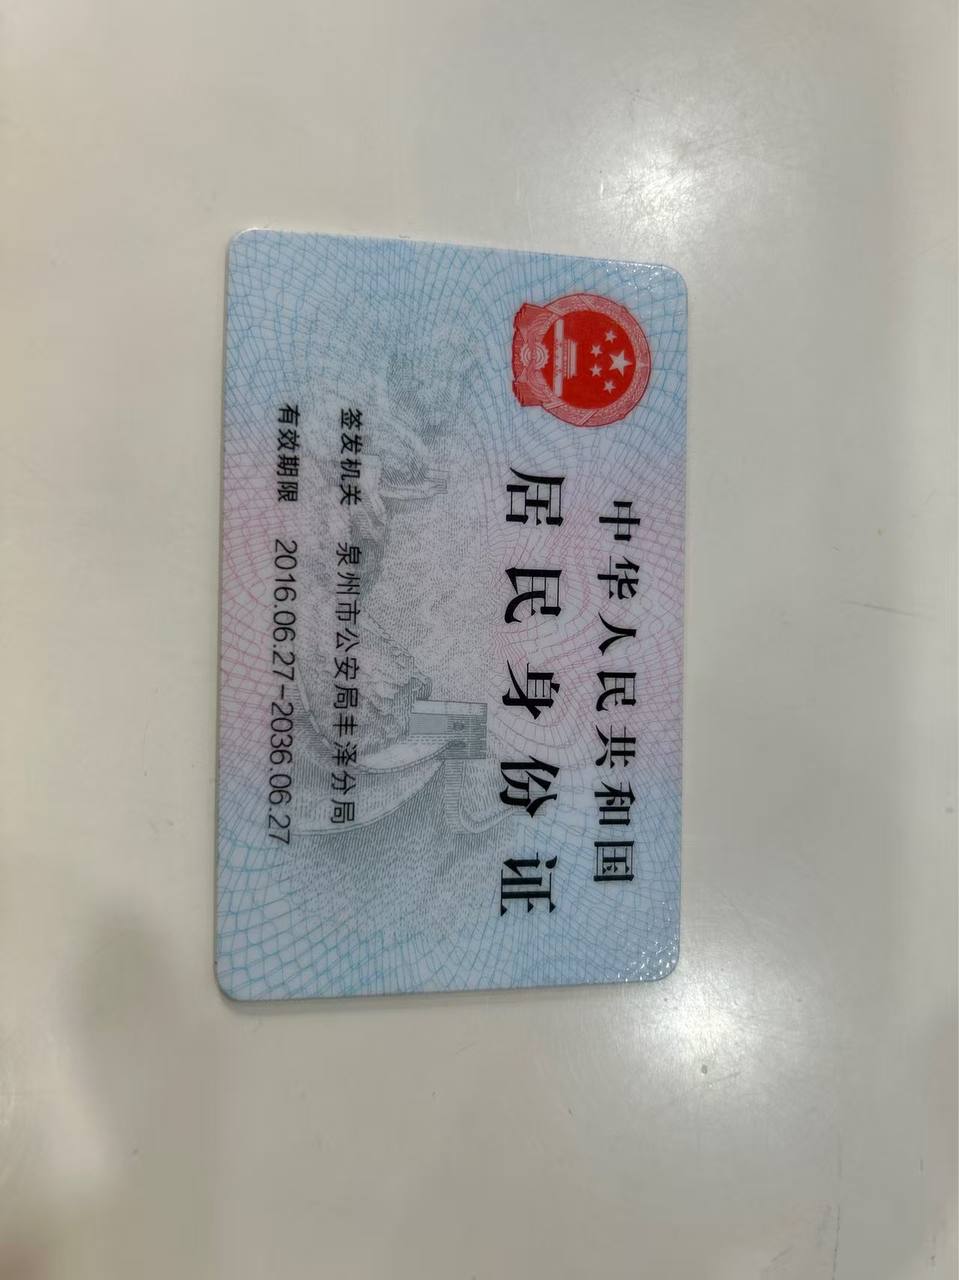 中华人民共和国
居民身份证
签发机关 泉州市公安局丰泽分局
有效期限 2016.06.27-2036.06.27